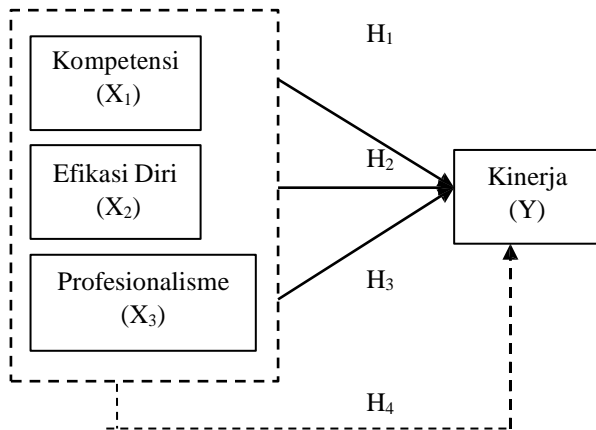 H₁
Kompetensi
(X₁)
H₂
Efikasi Diri
(X₂)
Kinerja
(Y)
Profesionalisme
(X₃)
H₃
H₄